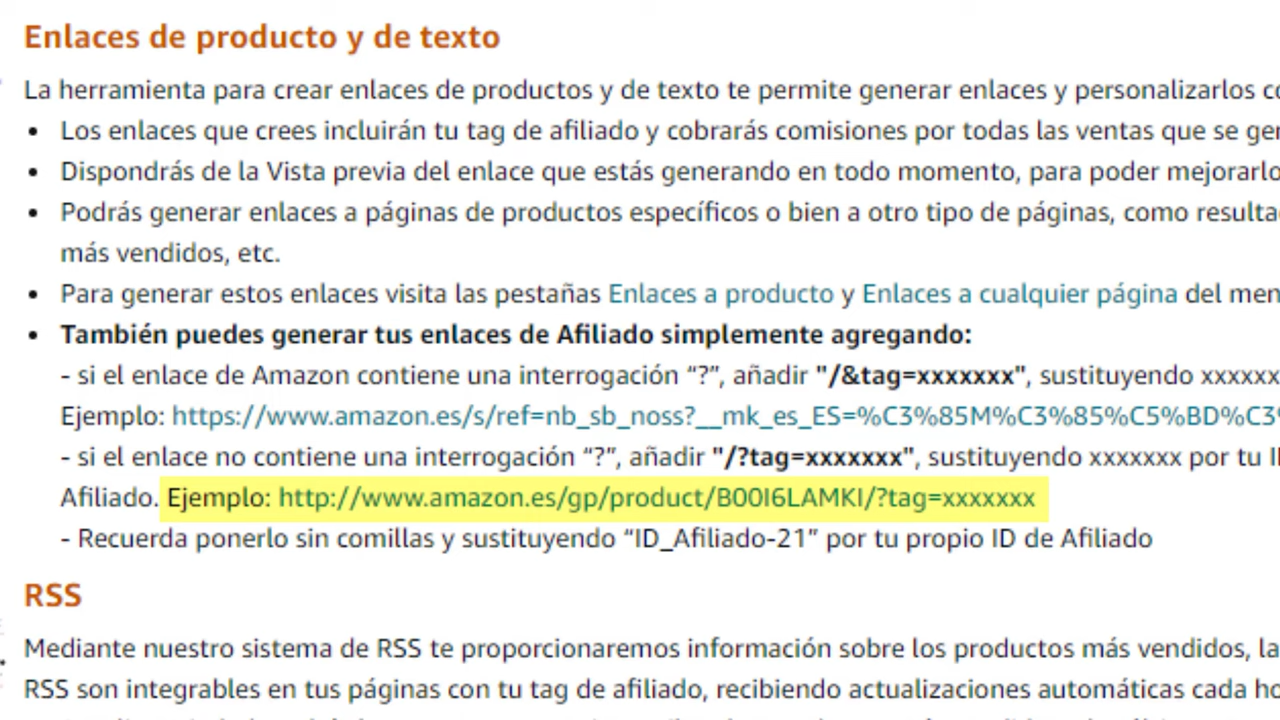 Enlaces de producto y de texto
La herramienta para crear enlaces de productos y de texto te permite generar enlaces y personalizarlos
• Los enlaces que crees incluirán tu tag de afiliado y cobrarás comisiones por todas las ventas que se
• Dispondrás de la Vista previa del enlace que estás generando en todo momento, para poder mejorarlo
• Podrás generar enlaces a páginas de productos específicos o bien a otro tipo de páginas, como
más vendidos, etc.
• Para generar estos enlaces visita las pestañas Enlaces a producto y Enlaces a cualquier página del
• También puedes generar tus enlaces de Afiliado simplemente agregando:
- si el enlace de Amazon contiene una interrogación “?”, añadir "/&tag=xxxxxxx", sustituyendo xxxxxx
Ejemplo: https://www.amazon.es/s/ref=nb_sb_noss?__mk_es_ES=%C3%85M%C3%85%C5%BD%C3%
- si el enlace no contiene una interrogación “?”, añadir "/?tag=xxxxxxx", sustituyendo xxxxxxx por tu
Afiliado. Ejemplo: http://www.amazon.es/gp/product/B00I6LAMKI/?tag=xxxxxxx
- Recuerda ponerlo sin comillas y sustituyendo “ID_Afiliado-21” por tu propio ID de Afiliado
RSS
Mediante nuestro sistema de RSS te proporcionaremos información sobre los productos más vendidos, la
RSS son integrables en tus páginas con tu tag de afiliado, recibiendo actualizaciones automáticas cada